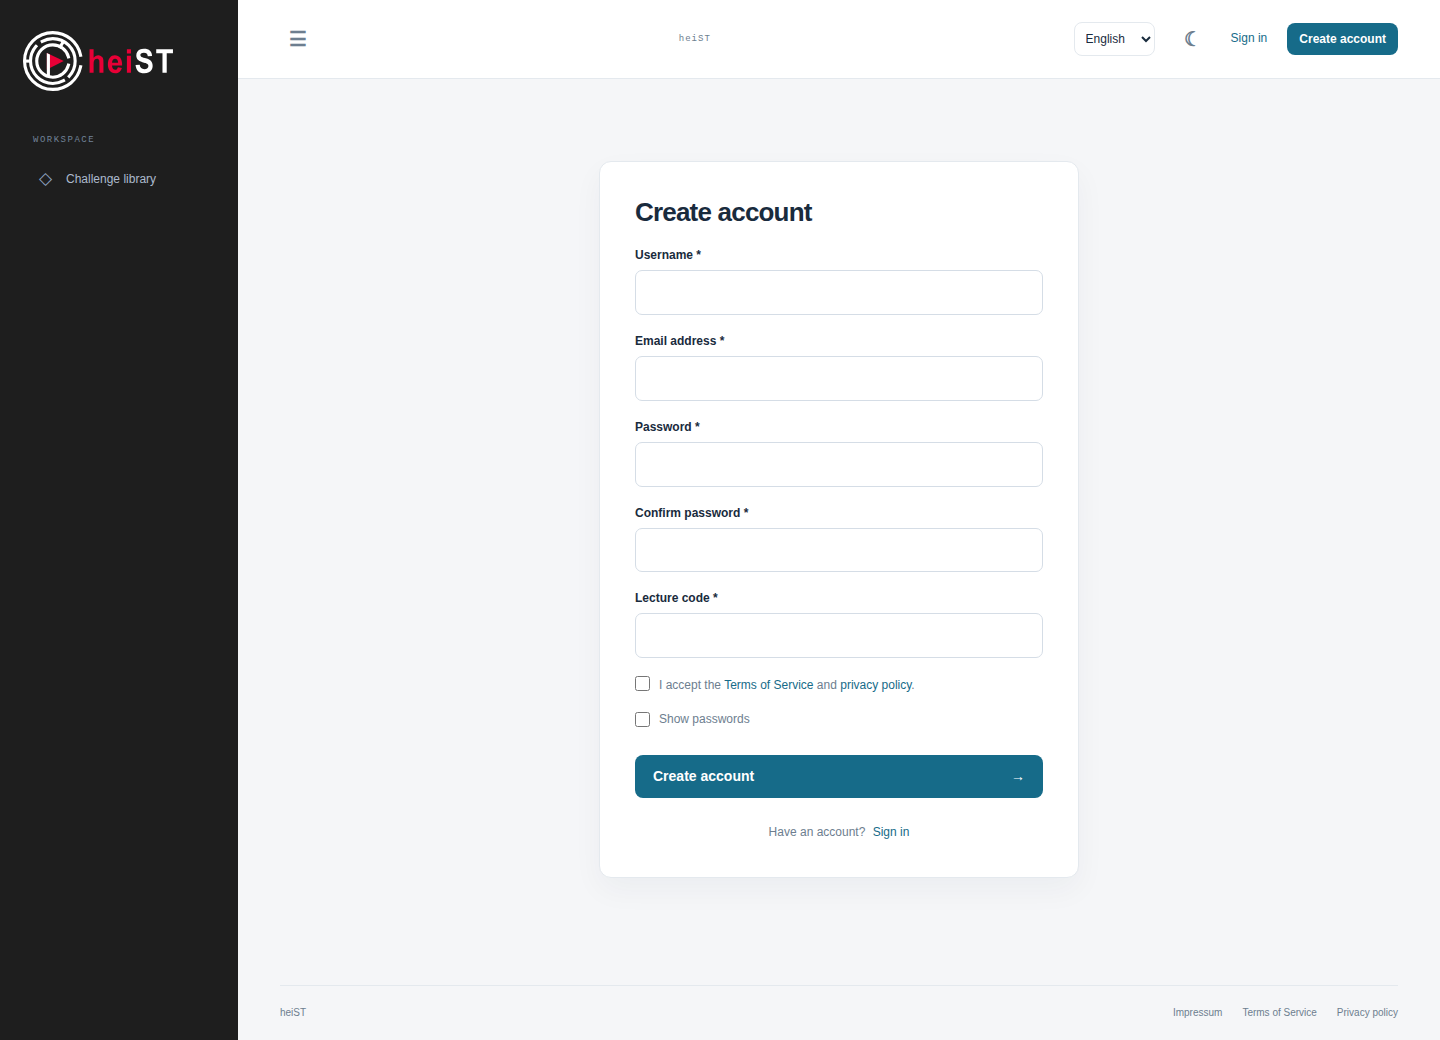 heiST
WORKSPACE
Challenge library
heiST
English
Sign in
Create account
Create account
Username *
Email address *
Password *
Confirm password *
Lecture code *
I accept the Terms of Service and privacy policy.
Show passwords
Create account →
Have an account? Sign in
heiST
Impressum
Terms of Service
Privacy policy